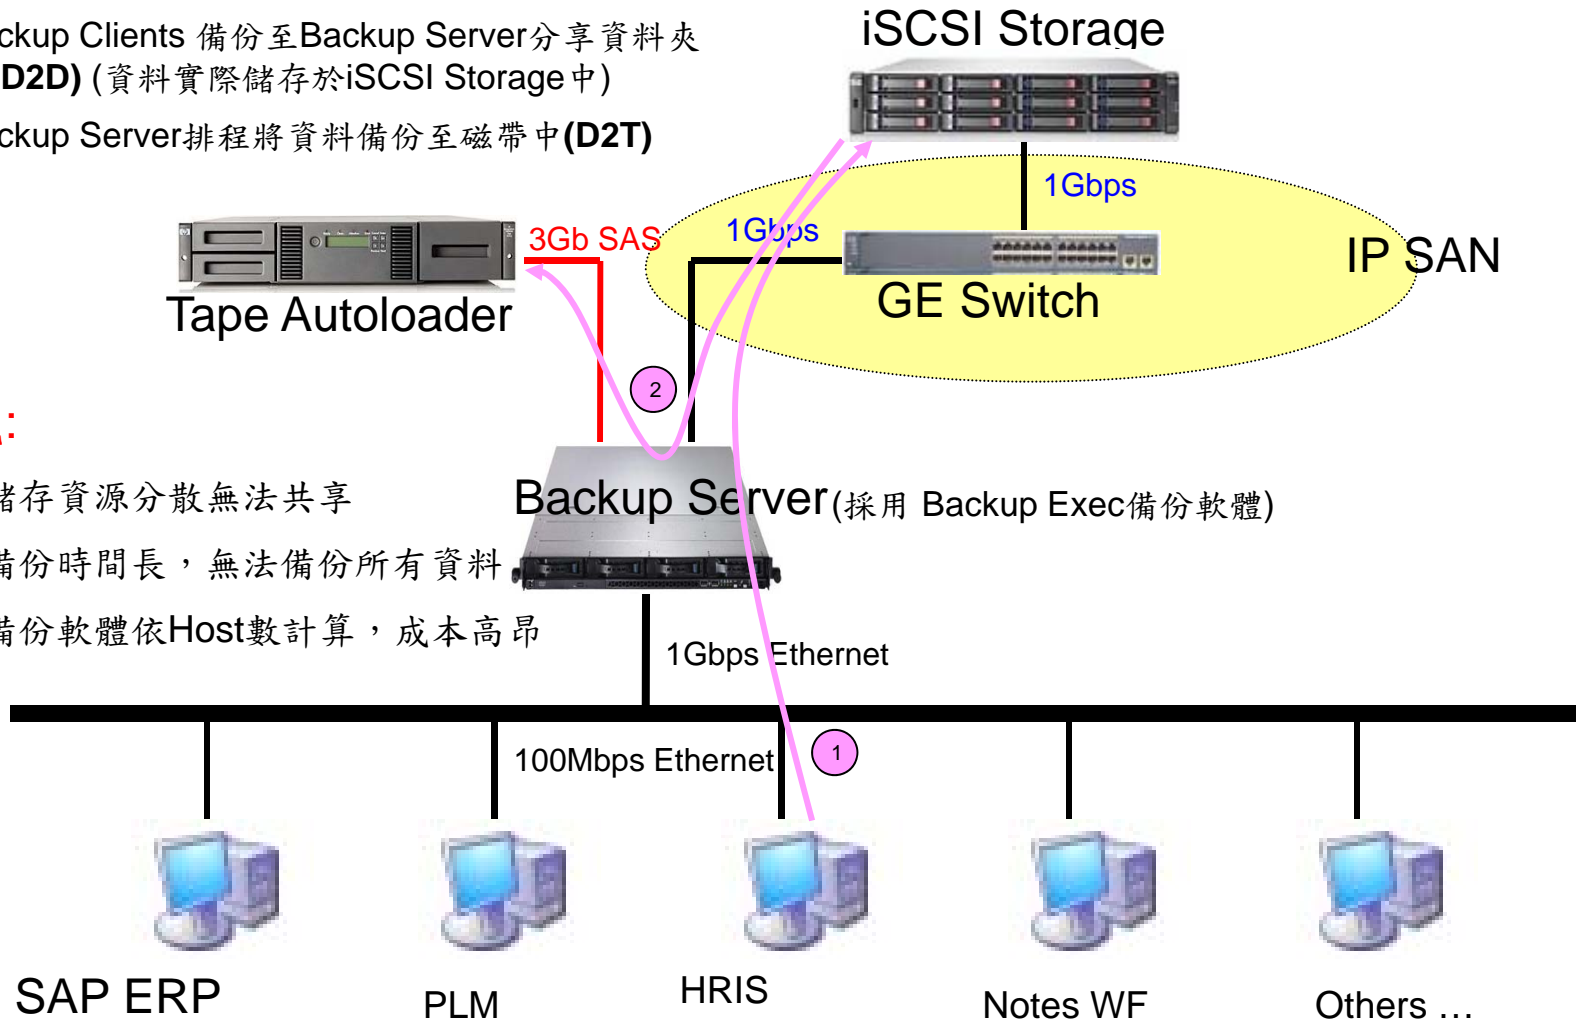 ckup Clients 備份至Backup Server分享資料夾
D2D) (資料實際儲存於iSCSI Storage中)
ckup Server排程將資料備份至磁帶中(D2T)
iSCSI Storage
1Gbps
1Gbps
3Gb SAS
IP SAN
GE Switch
Tape Autoloader
2
:
儲存資源分散無法共享
備份時間長，無法備份所有資料
備份軟體依Host數計算，成本高昂
Backup Server(採用 Backup Exec備份軟體)
1Gbps Ethernet
100Mbps Ethernet
1
SAP ERP
PLM
HRIS
Notes WF
Others ...